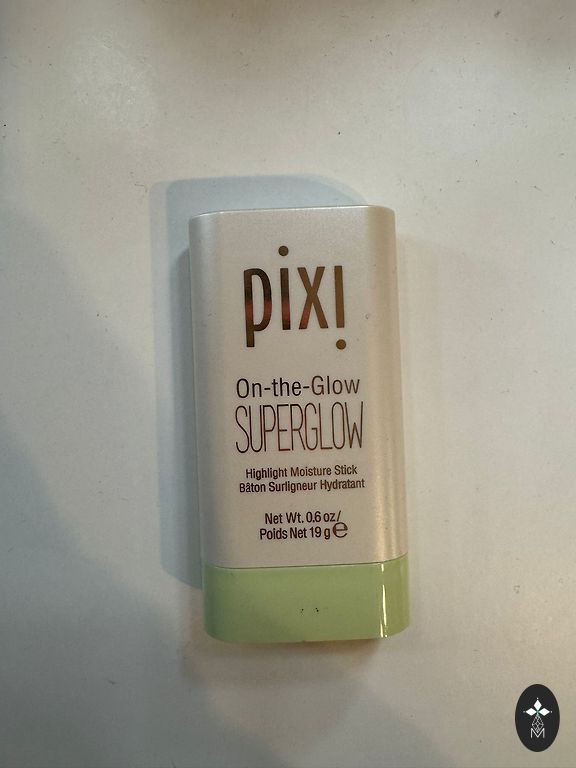 pixi
On-the-Glow
SUPERGLOW
Highlight Moisture Stick
Bâton Surligneur Hydratant
Net Wt. 0.6 oz/
Poids Net 19 g ℮